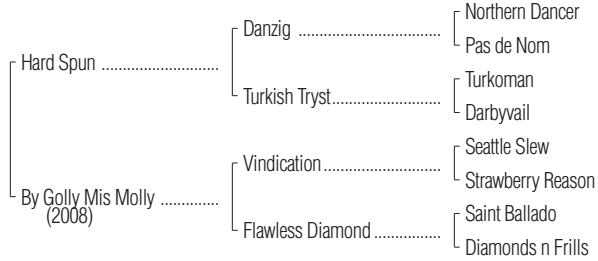 Northern Dancer
Danzig ........................................
Pas de Nom
Hard Spun .................................
Turkoman
Turkish Tryst...............................
Darbyvail
Seattle Slew
Vindication.................................
Strawberry Reason
By Golly Mis Molly ................
(2008)
Saint Ballado
Flawless Diamond ...................
Diamonds n Frills